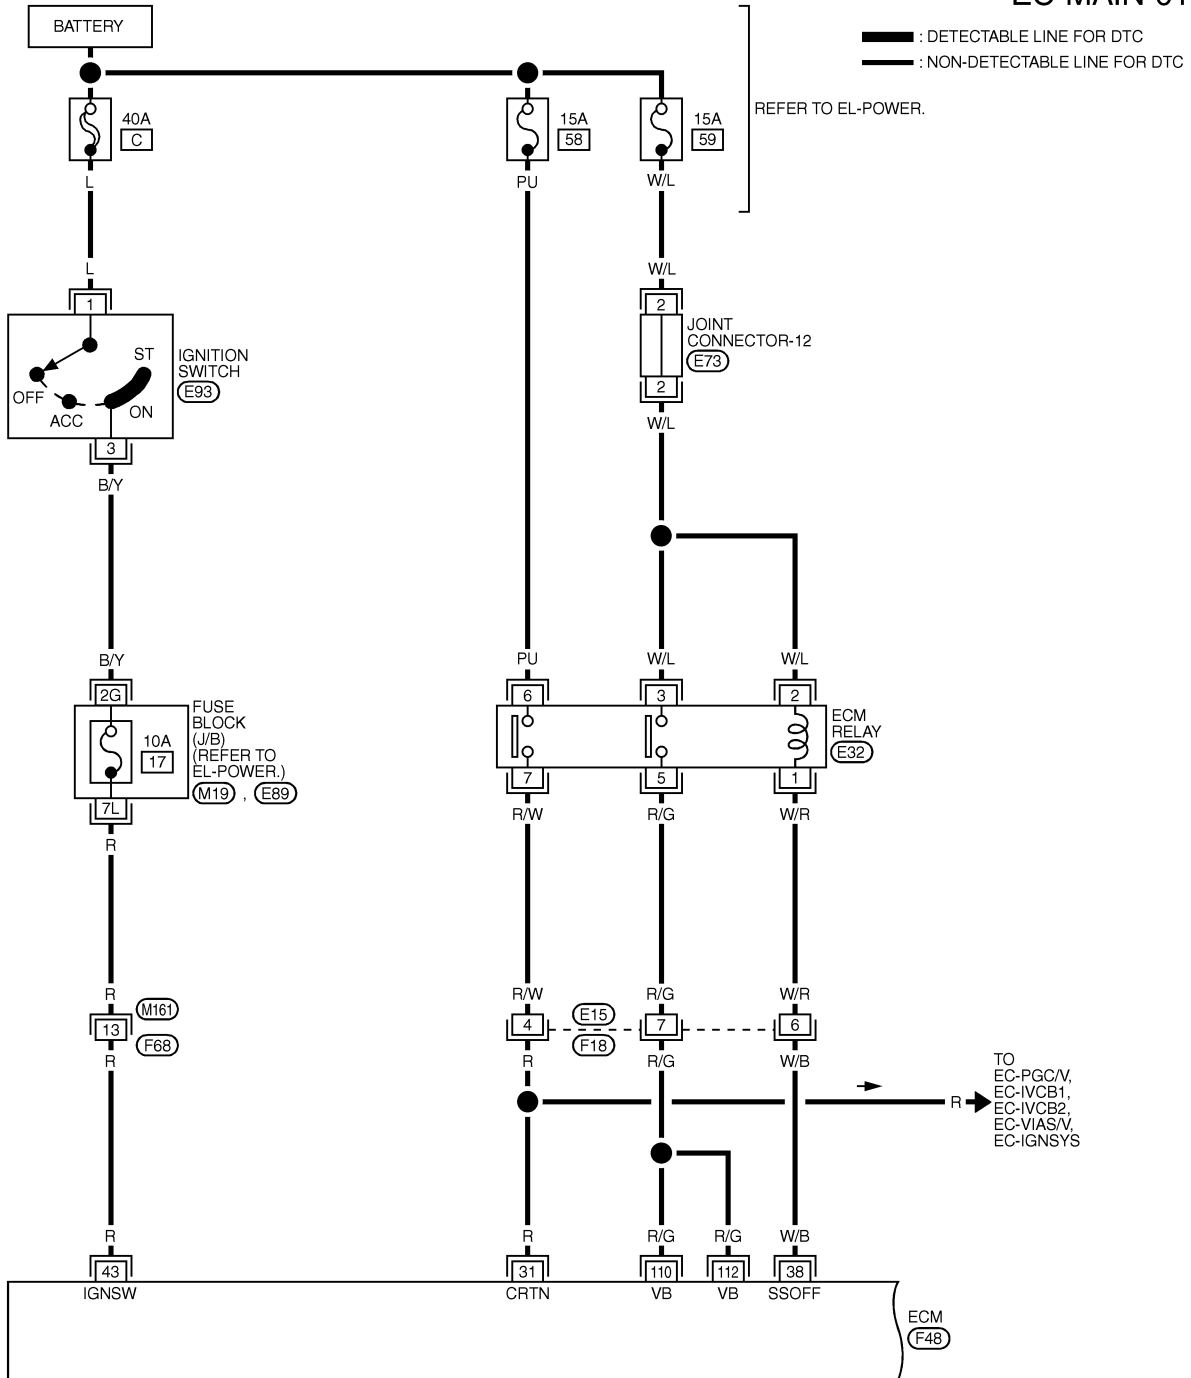 BATTERY
: DETECTABLE LINE FOR DTC
: NON-DETECTABLE LINE FOR DTC
REFER TO EL-POWER.
40A
C
15A
58
15A
59
L
PU
W/L
L
W/L
1
2
JOINT
CONNECTOR-12
E73
2
W/L
ST
OFF
ACC
ON
IGNITION
SWITCH
E93
3
B/Y
B/Y
PU
W/L
W/L
2G
6
3
2
FUSE
BLOCK
(J/B)
(REFER TO
EL-POWER.)
M19 , E89
10A
17
ECM
RELAY
E32
7L
7
5
1
R
R/W
R/G
W/R
R
R/W
R/G
W/R
M161
13
F68
4
E15
F18
7
6
R
R
R/G
W/B
R
TO
EC-PGC/V,
EC-IVCB1,
EC-IVCB2,
EC-VIAS/V,
EC-IGNSYS
R
R
R/G
R/G
W/B
43
31
110
112
38
IGNSW
CRTN
VB
VB
SSOFF
ECM
F48